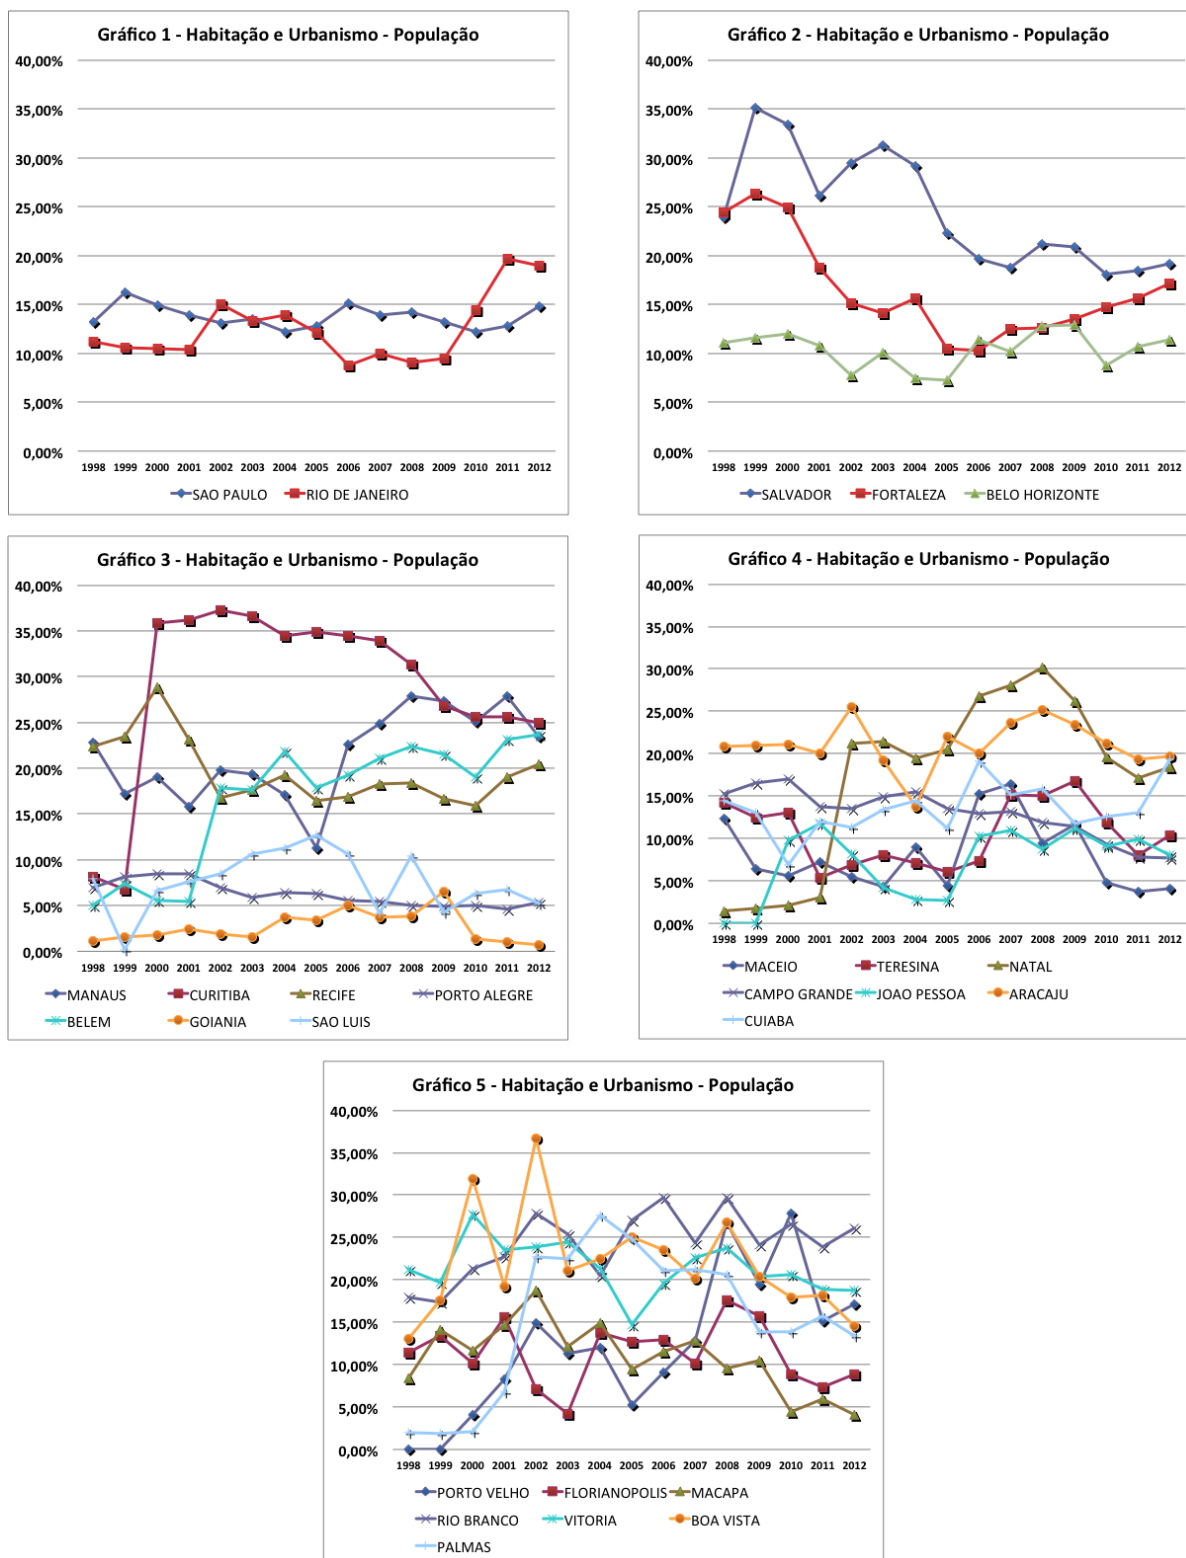 Gráfico 1 - Habitação e Urbanismo - População
40,00%
35,00%
30,00%
25,00%
20,00%
15,00%
10,00%
5,00%
0,00%
1998 1999 2000 2001 2002 2003 2004 2005 2006 2007 2008 2009 2010 2011 2012
SAO PAULO RIO DE JANEIRO
Gráfico 2 - Habitação e Urbanismo - População
40,00%
35,00%
30,00%
25,00%
20,00%
15,00%
10,00%
5,00%
0,00%
1998 1999 2000 2001 2002 2003 2004 2005 2006 2007 2008 2009 2010 2011 2012
SALVADOR FORTALEZA BELO HORIZONTE
Gráfico 3 - Habitação e Urbanismo - População
40,00%
35,00%
30,00%
25,00%
20,00%
15,00%
10,00%
5,00%
0,00%
1998 1999 2000 2001 2002 2003 2004 2005 2006 2007 2008 2009 2010 2011 2012
MANAUS CURITIBA RECIFE PORTO ALEGRE
BELEM GOIANIA SAO LUIS
Gráfico 4 - Habitação e Urbanismo - População
40,00%
35,00%
30,00%
25,00%
20,00%
15,00%
10,00%
5,00%
0,00%
1998 1999 2000 2001 2002 2003 2004 2005 2006 2007 2008 2009 2010 2011 2012
MACEIO TERESINA NATAL
CAMPO GRANDE JOAO PESSOA ARACAJU
CUIABA
Gráfico 5 - Habitação e Urbanismo - População
40,00%
35,00%
30,00%
25,00%
20,00%
15,00%
10,00%
5,00%
0,00%
1998 1999 2000 2001 2002 2003 2004 2005 2006 2007 2008 2009 2010 2011 2012
PORTO VELHO FLORIANOPOLIS MACAPA
RIO BRANCO VITORIA BOA VISTA
PALMAS